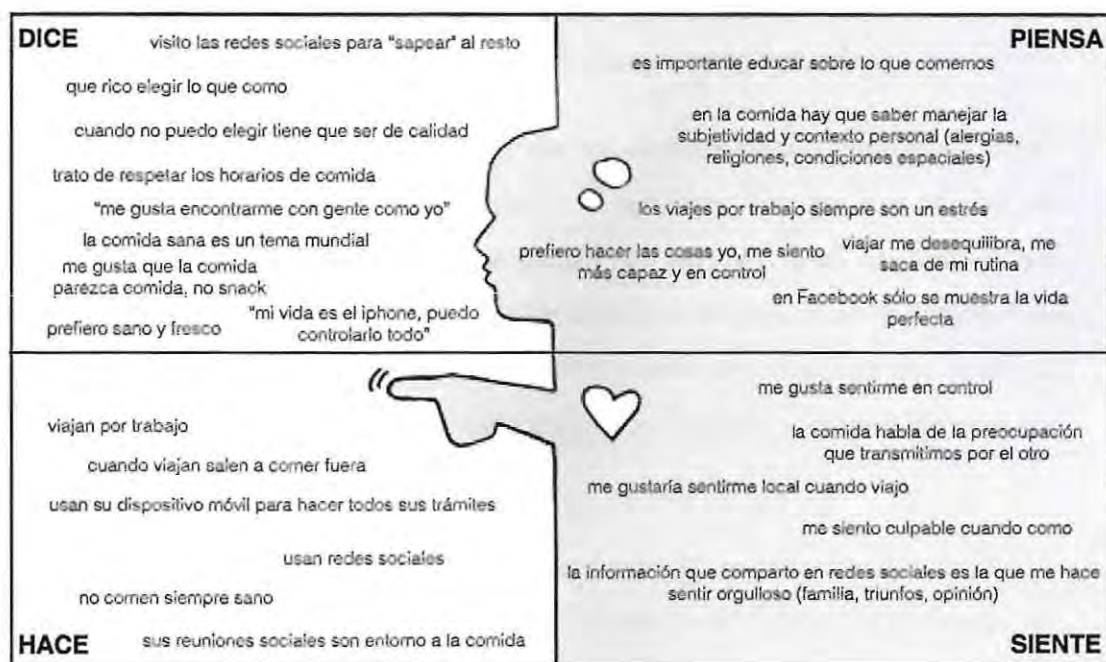 DICE
visito las redes sociales para "sapear" al resto
que rico elegir lo que como
cuando no puedo elegir tiene que ser de calidad
trato de respetar los horarios de comida
"me gusta encontrarme con gente como yo"
la comida sana es un tema mundial
me gusta que la comida
parezca comida, no snack
prefiero sano y fresco
"mi vida es el iphone, puedo
controlarlo todo"
PIENSA
es importante educar sobre lo que comemos
en la comida hay que saber manejar la
subjetividad y contexto personal (alergias,
religiones, condiciones espaciales)
los viajes por trabajo siempre son un estrés
prefiero hacer las cosas yo, me siento
más capaz y en control
viajar me desequilibra, me
saca de mi rutina
en Facebook sólo se muestra la vida
perfecta
viajan por trabajo
cuando viajan salen a comer fuera
usan su dispositivo móvil para hacer todos sus trámites
usan redes sociales
no comen siempre sano
HACE
sus reuniones sociales son entorno a la comida
me gusta sentirme en control
la comida habla de la preocupación
que transmitimos por el otro
me gustaría sentirme local cuando viajo
me siento culpable cuando como
la información que comparto en redes sociales es la que me hace
sentir orgulloso (familia, triunfos, opinión)
SIENTE